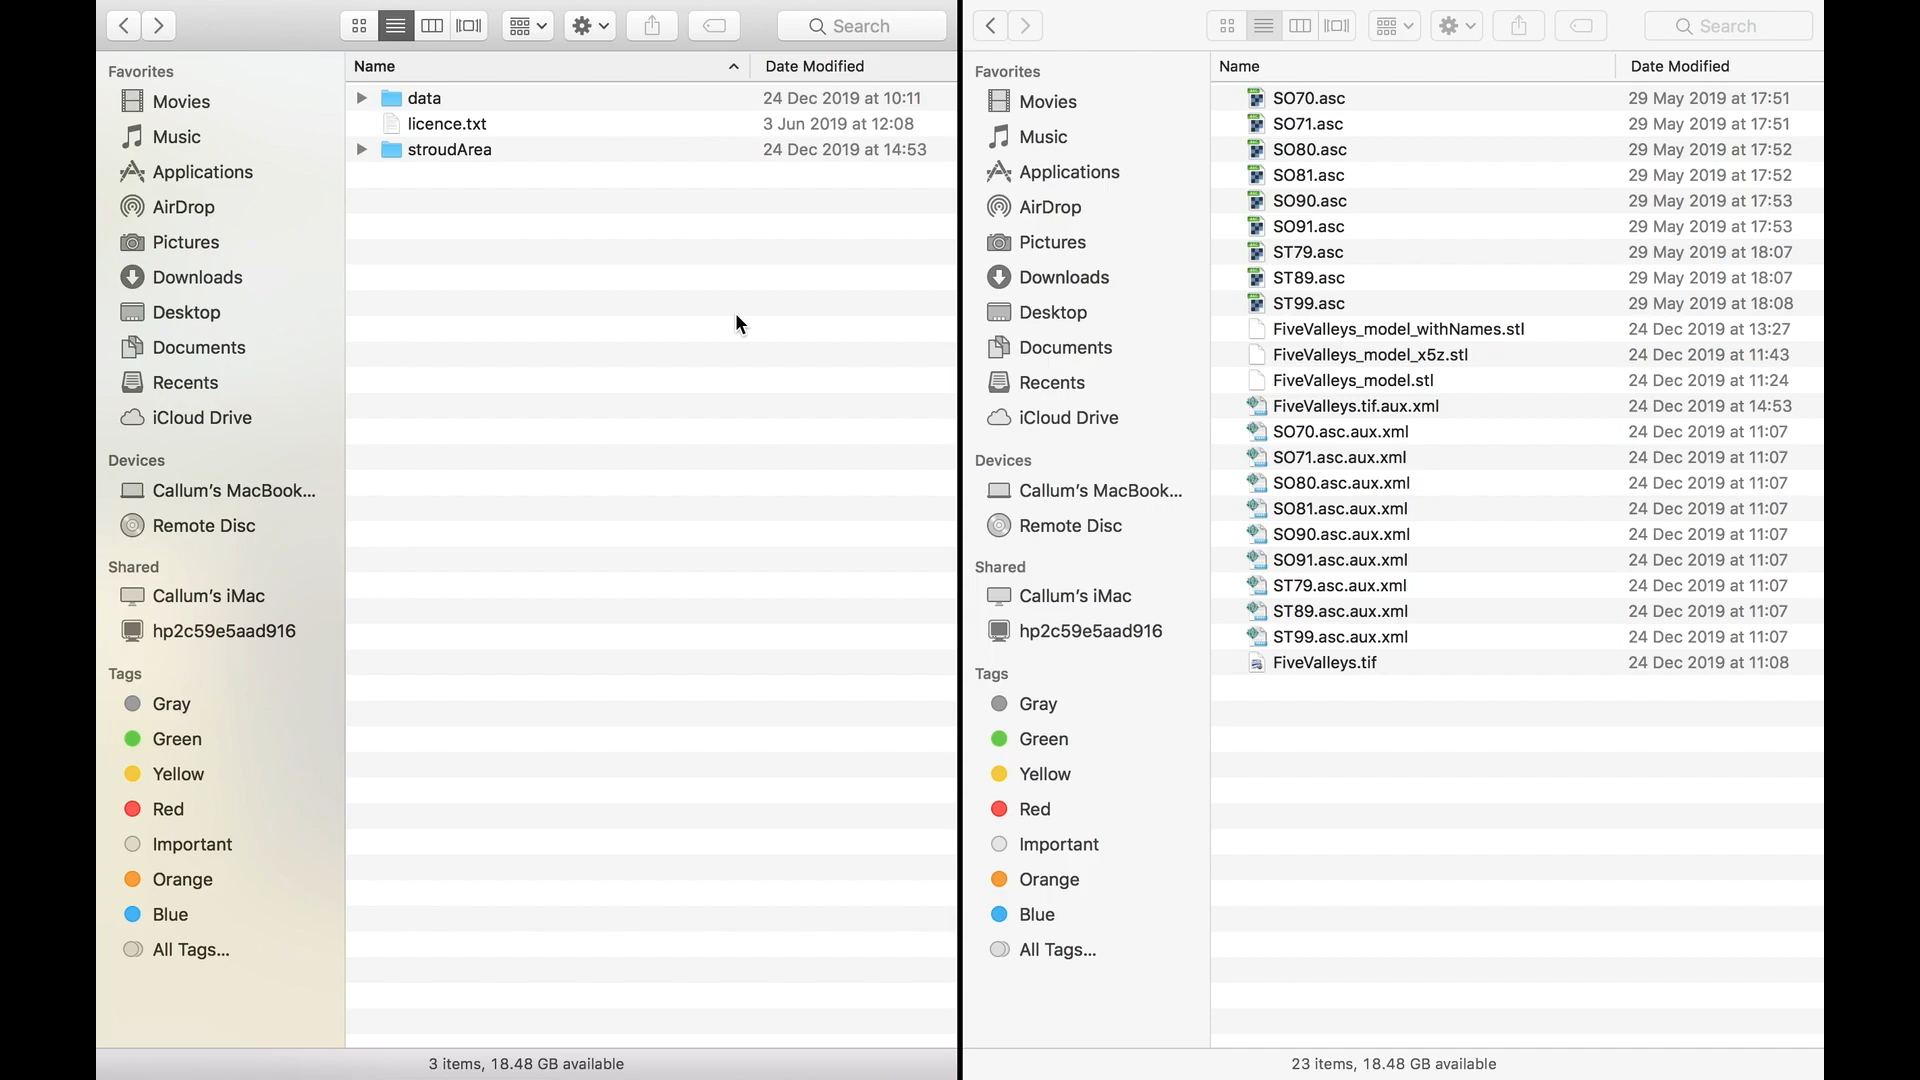 Search
Favorites
Movies
Music
Applications
AirDrop
Pictures
Downloads
Desktop
Documents
Recents
iCloud Drive
Devices
Callum's MacBook...
Remote Disc
Shared
Callum's iMac
hp2c59e5aad916
Tags
Gray
Green
Yellow
Red
Important
Orange
Blue
All Tags...
Name Date Modified
data 24 Dec 2019 at 10:11
licence.txt 3 Jun 2019 at 12:08
stroudArea 24 Dec 2019 at 14:53
3 items, 18.48 GB available
Search
Favorites
Movies
Music
Applications
AirDrop
Pictures
Downloads
Desktop
Documents
Recents
iCloud Drive
Devices
Callum's MacBook...
Remote Disc
Shared
Callum's iMac
hp2c59e5aad916
Tags
Gray
Green
Yellow
Red
Important
Orange
Blue
All Tags...
Name Date Modified
SO70.asc 29 May 2019 at 17:51
SO71.asc 29 May 2019 at 17:51
SO80.asc 29 May 2019 at 17:52
SO81.asc 29 May 2019 at 17:52
SO90.asc 29 May 2019 at 17:53
SO91.asc 29 May 2019 at 17:53
ST79.asc 29 May 2019 at 18:07
ST89.asc 29 May 2019 at 18:07
ST99.asc 29 May 2019 at 18:08
FiveValleys_model_withNames.stl 24 Dec 2019 at 13:27
FiveValleys_model_x5z.stl 24 Dec 2019 at 11:43
FiveValleys_model.stl 24 Dec 2019 at 11:24
FiveValleys.tif.aux.xml 24 Dec 2019 at 14:53
SO70.asc.aux.xml 24 Dec 2019 at 11:07
SO71.asc.aux.xml 24 Dec 2019 at 11:07
SO80.asc.aux.xml 24 Dec 2019 at 11:07
SO81.asc.aux.xml 24 Dec 2019 at 11:07
SO90.asc.aux.xml 24 Dec 2019 at 11:07
SO91.asc.aux.xml 24 Dec 2019 at 11:07
ST79.asc.aux.xml 24 Dec 2019 at 11:07
ST89.asc.aux.xml 24 Dec 2019 at 11:07
ST99.asc.aux.xml 24 Dec 2019 at 11:07
FiveValleys.tif 24 Dec 2019 at 11:08
23 items, 18.48 GB available